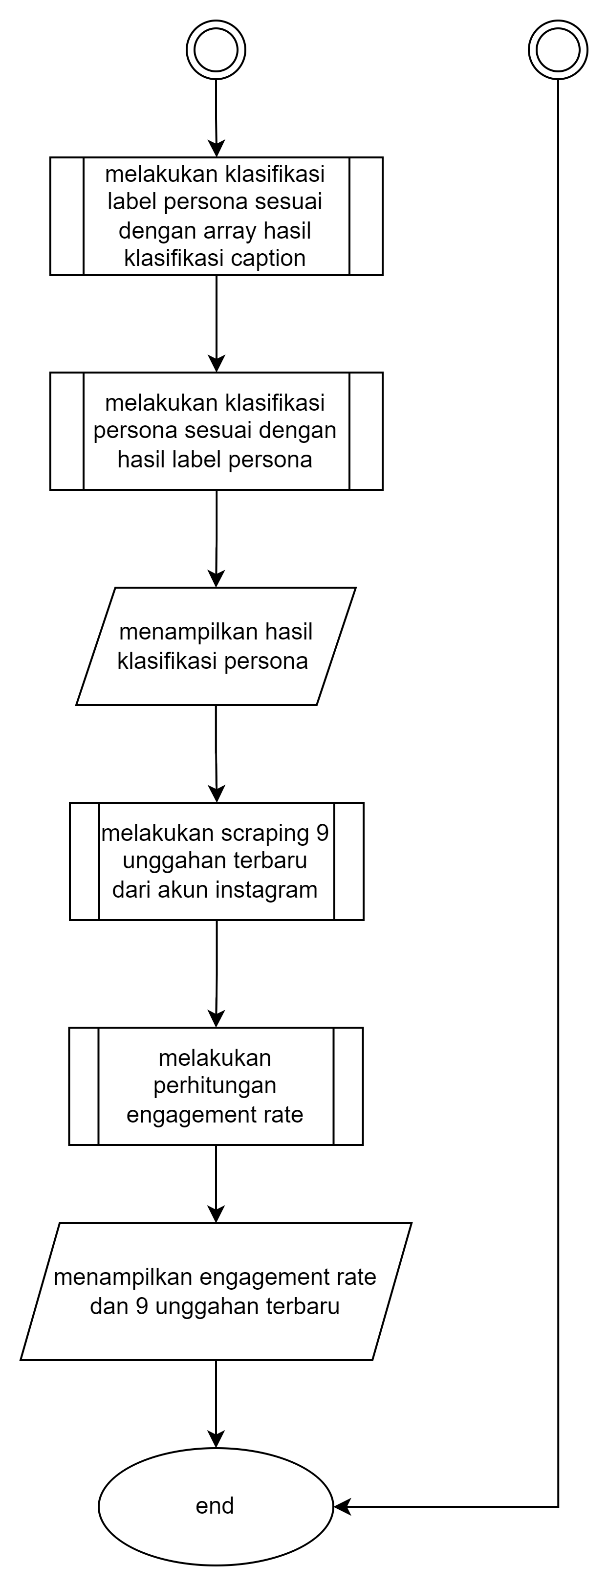 melakukan klasifikasi
label persona sesuai
dengan array hasil
klasifikasi caption
melakukan klasifikasi
persona sesuai dengan
hasil label persona
menampilkan hasil
klasifikasi persona
melakukan scraping 9
unggahan terbaru
dari akun instagram
melakukan
perhitungan
engagement rate
menampilkan engagement rate
dan 9 unggahan terbaru
end